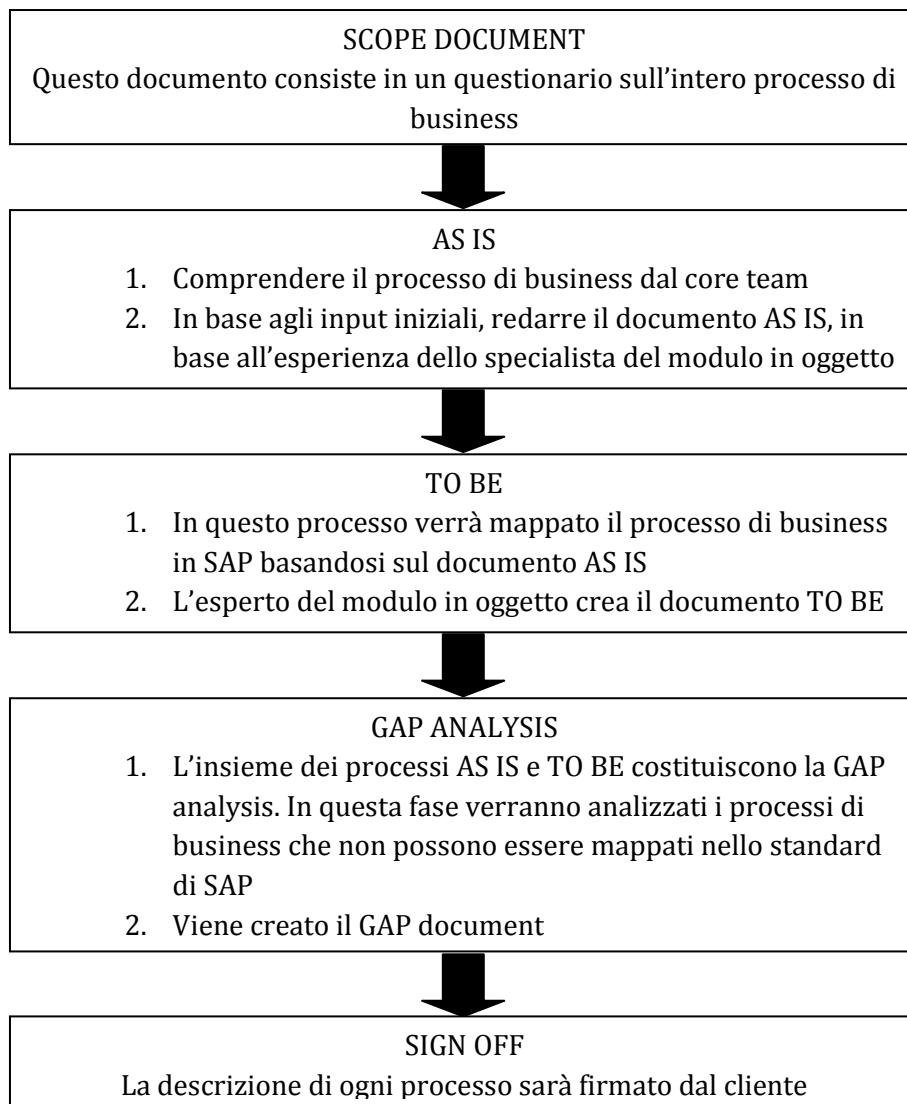 SCOPE DOCUMENT
Questo documento consiste in un questionario sull’intero processo di
business
AS IS
1. Comprendere il processo di business dal core team
2. In base agli input iniziali, redarre il documento AS IS, in
base all’esperienza dello specialista del modulo in oggetto
TO BE
1. In questo processo verrà mappato il processo di business
in SAP basandosi sul documento AS IS
2. L’esperto del modulo in oggetto crea il documento TO BE
GAP ANALYSIS
1. L’insieme dei processi AS IS e TO BE costituiscono la GAP
analysis. In questa fase verranno analizzati i processi di
business che non possono essere mappati nello standard
di SAP
2. Viene creato il GAP document
SIGN OFF
La descrizione di ogni processo sarà firmato dal cliente